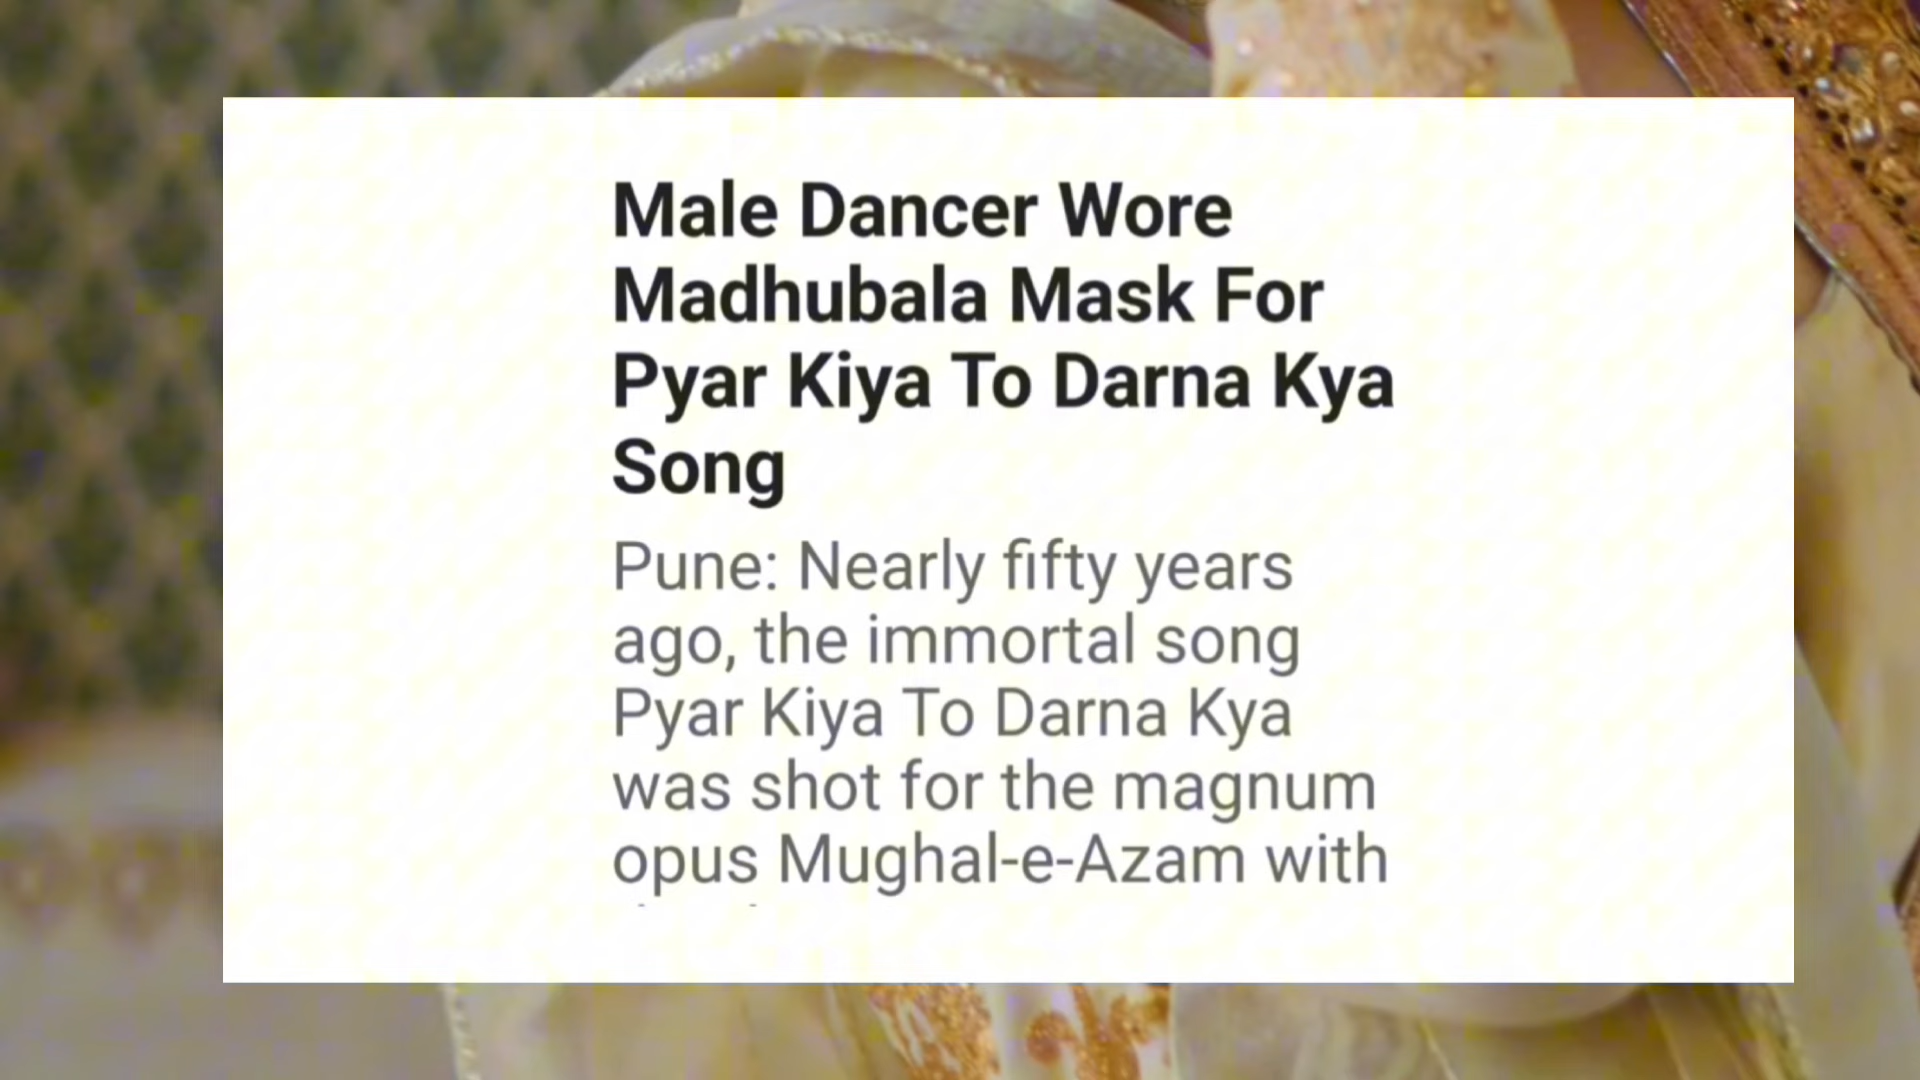 Male Dancer Wore
Madhubala Mask For
Pyar Kiya To Darna Kya
Song
Pune: Nearly fifty years
ago, the immortal song
Pyar Kiya To Darna Kya
was shot for the magnum
opus Mughal-e-Azam with